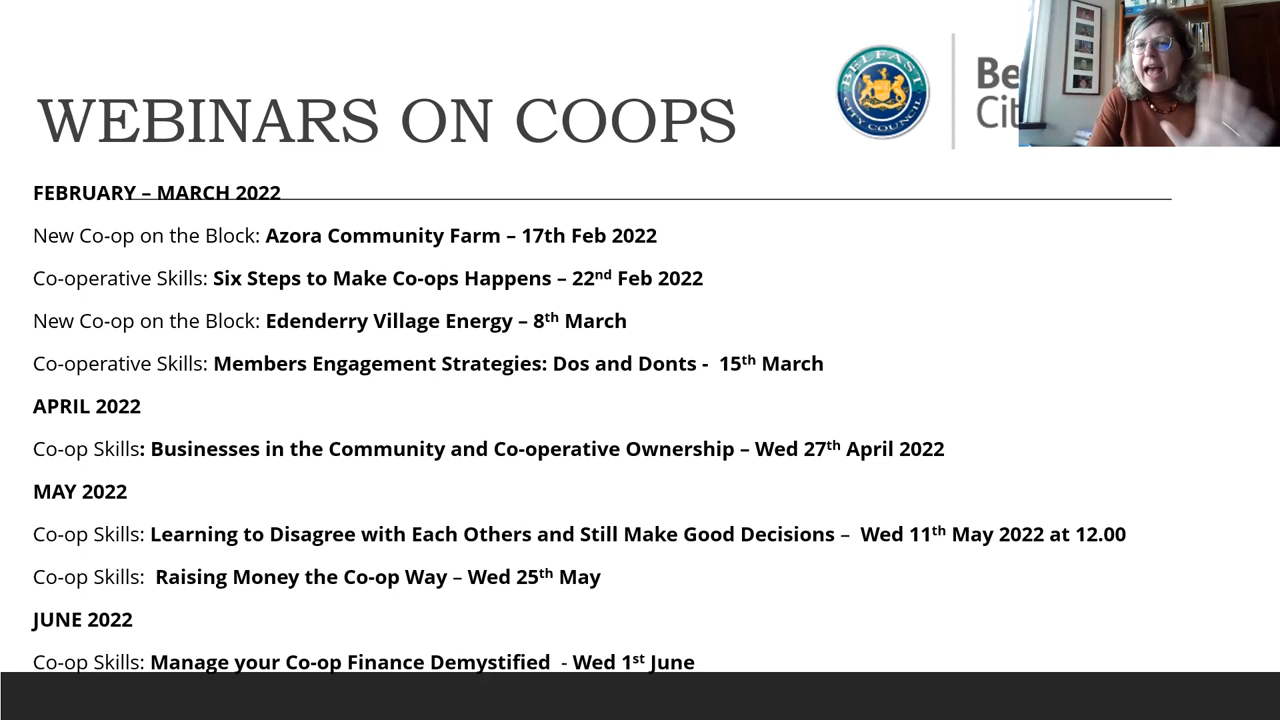 WEBINARS ON COOPS
BELFAST
CITY COUNCIL
FEBRUARY – MARCH 2022
New Co-op on the Block: Azora Community Farm – 17th Feb 2022
Co-operative Skills: Six Steps to Make Co-ops Happens – 22nd Feb 2022
New Co-op on the Block: Edenderry Village Energy – 8th March
Co-operative Skills: Members Engagement Strategies: Dos and Donts - 15th March
APRIL 2022
Co-op Skills: Businesses in the Community and Co-operative Ownership – Wed 27th April 2022
MAY 2022
Co-op Skills: Learning to Disagree with Each Others and Still Make Good Decisions – Wed 11th May 2022 at 12.00
Co-op Skills: Raising Money the Co-op Way – Wed 25th May
JUNE 2022
Co-op Skills: Manage your Co-op Finance Demystified - Wed 1st June